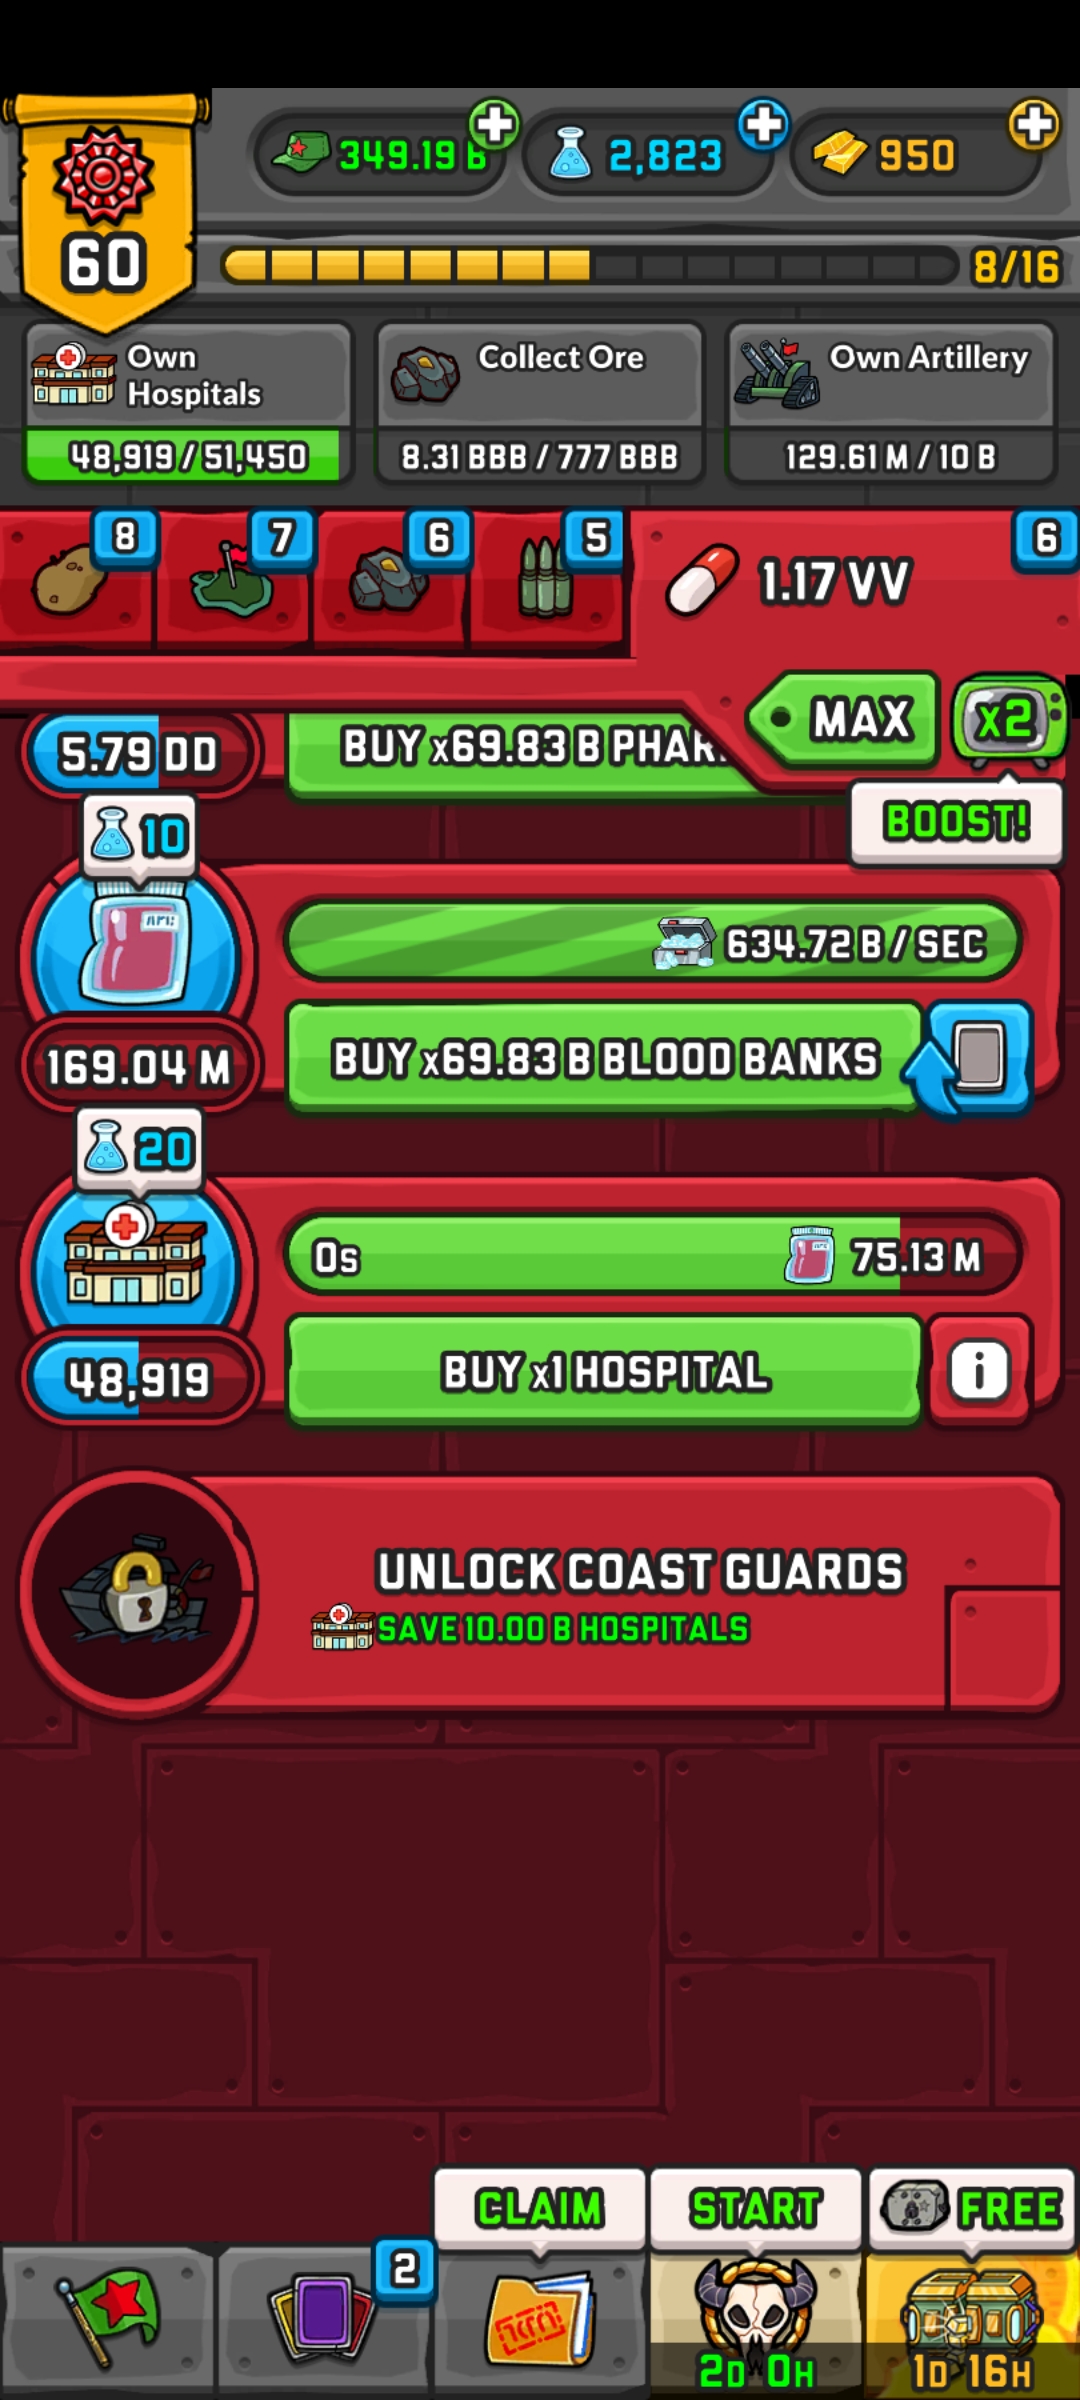 349.19 B
2,823
950
60
8/16
Own
Hospitals
48,919 / 51,450
Collect Ore
8.31 BBB / 777 BBB
Own Artillery
129.61 M / 10 B
8
7
6
5
1.17 VV
6
MAX
x2
BOOST!
5.79 DD
BUY x69.83 B PHAR
10
634.72 B / SEC
169.04 M
BUY x69.83 B BLOOD BANKS
20
0s
75.13 M
48,919
BUY x1 HOSPITAL
i
UNLOCK COAST GUARDS
SAVE 10.00 B HOSPITALS
CLAIM
START
FREE
2
2D 0H
1D 16H